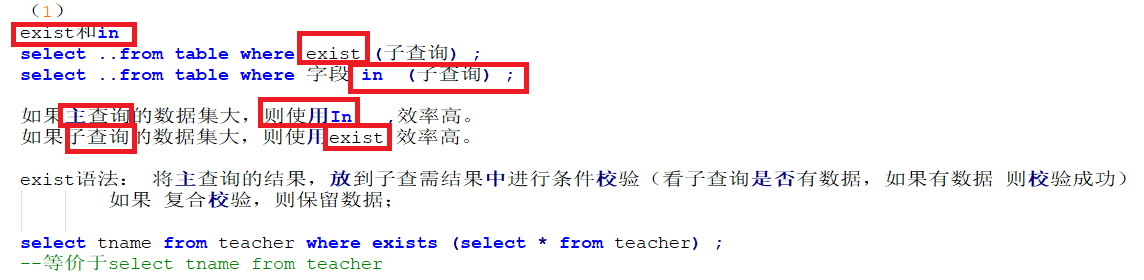 (1)
exist和in
select ..from table where exist (子查询) ;
select ..from table where 字段 in (子查询) ;
如果主查询的数据集大，则使用In ,效率高。
如果子查询的数据集大，则使用exist,效率高。
exist语法： 将主查询的结果，放到子查需结果中进行条件校验（看子查询是否有数据，如果有数据 则校验成功）
如果 复合校验，则保留数据；
select tname from teacher where exists (select * from teacher) ;
--等价于select tname from teacher